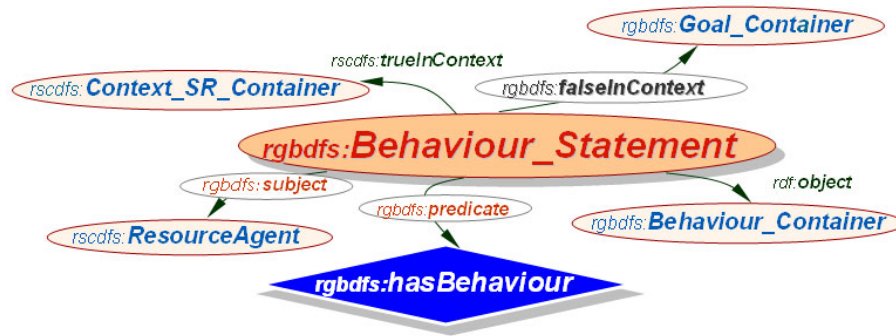 rgbdfs:Goal_Container
rscdfs:trueInContext
rscdfs:Context_SR_Container
rgbdfs:falseInContext
rgbdfs:Behaviour_Statement
rgbdfs:subject
rgbdfs:predicate
rdf:object
rscdfs:ResourceAgent
rgbdfs:Behaviour_Container
rgbdfs:hasBehaviour